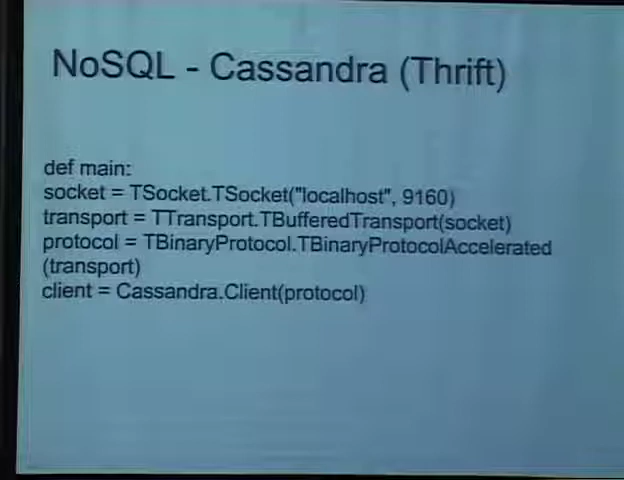 NoSQL - Cassandra (Thrift)
def main:
socket = TSocket.TSocket("localhost", 9160)
transport = TTransport.TBufferedTransport(socket)
protocol = TBinaryProtocol.TBinaryProtocolAccelerated
(transport)
client = Cassandra.Client(protocol)